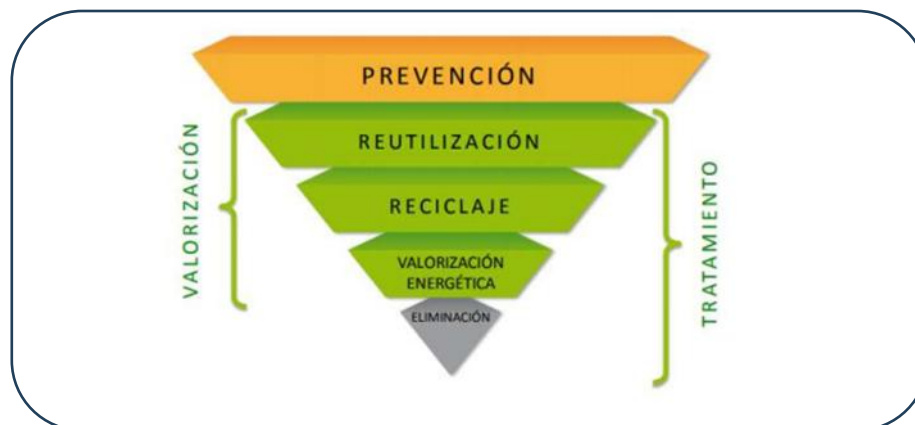 PREVENCIÓN
REUTILIZACIÓN
RECICLAJE
VALORIZACIÓN
ENERGÉTICA
ELIMINACIÓN
VALORIZACIÓN
TRATAMIENTO